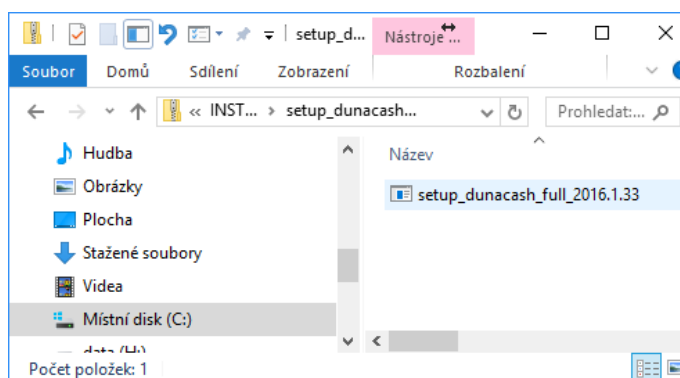 setup_d...
Nástroje ...
Soubor
Domů
Sdílení
Zobrazení
Rozbalení
« INST... › setup_dunacash...
Prohledat:...
Hudba
Obrázky
Plocha
Stažené soubory
Videa
Místní disk (C:)
data (H:)
Název
setup_dunacash_full_2016.1.33
Počet položek: 1